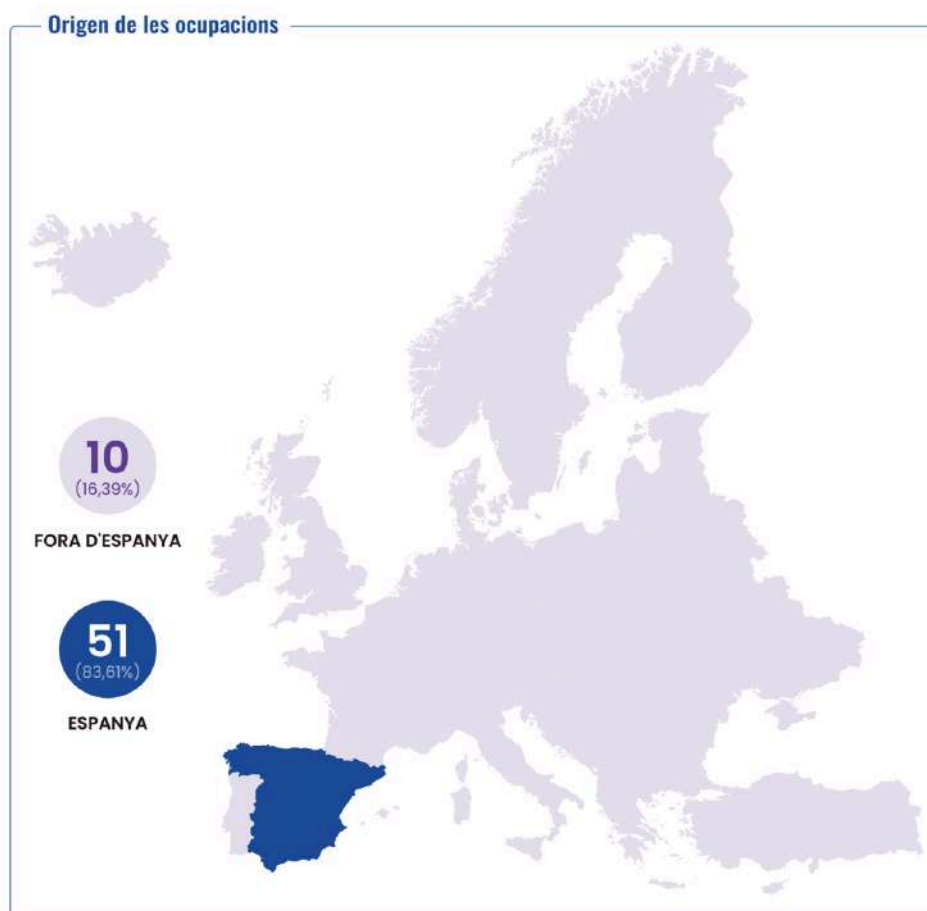 Origen de les ocupacions
10
(16,39%)
FORA D'ESPANYA
51
(83,61%)
ESPANYA